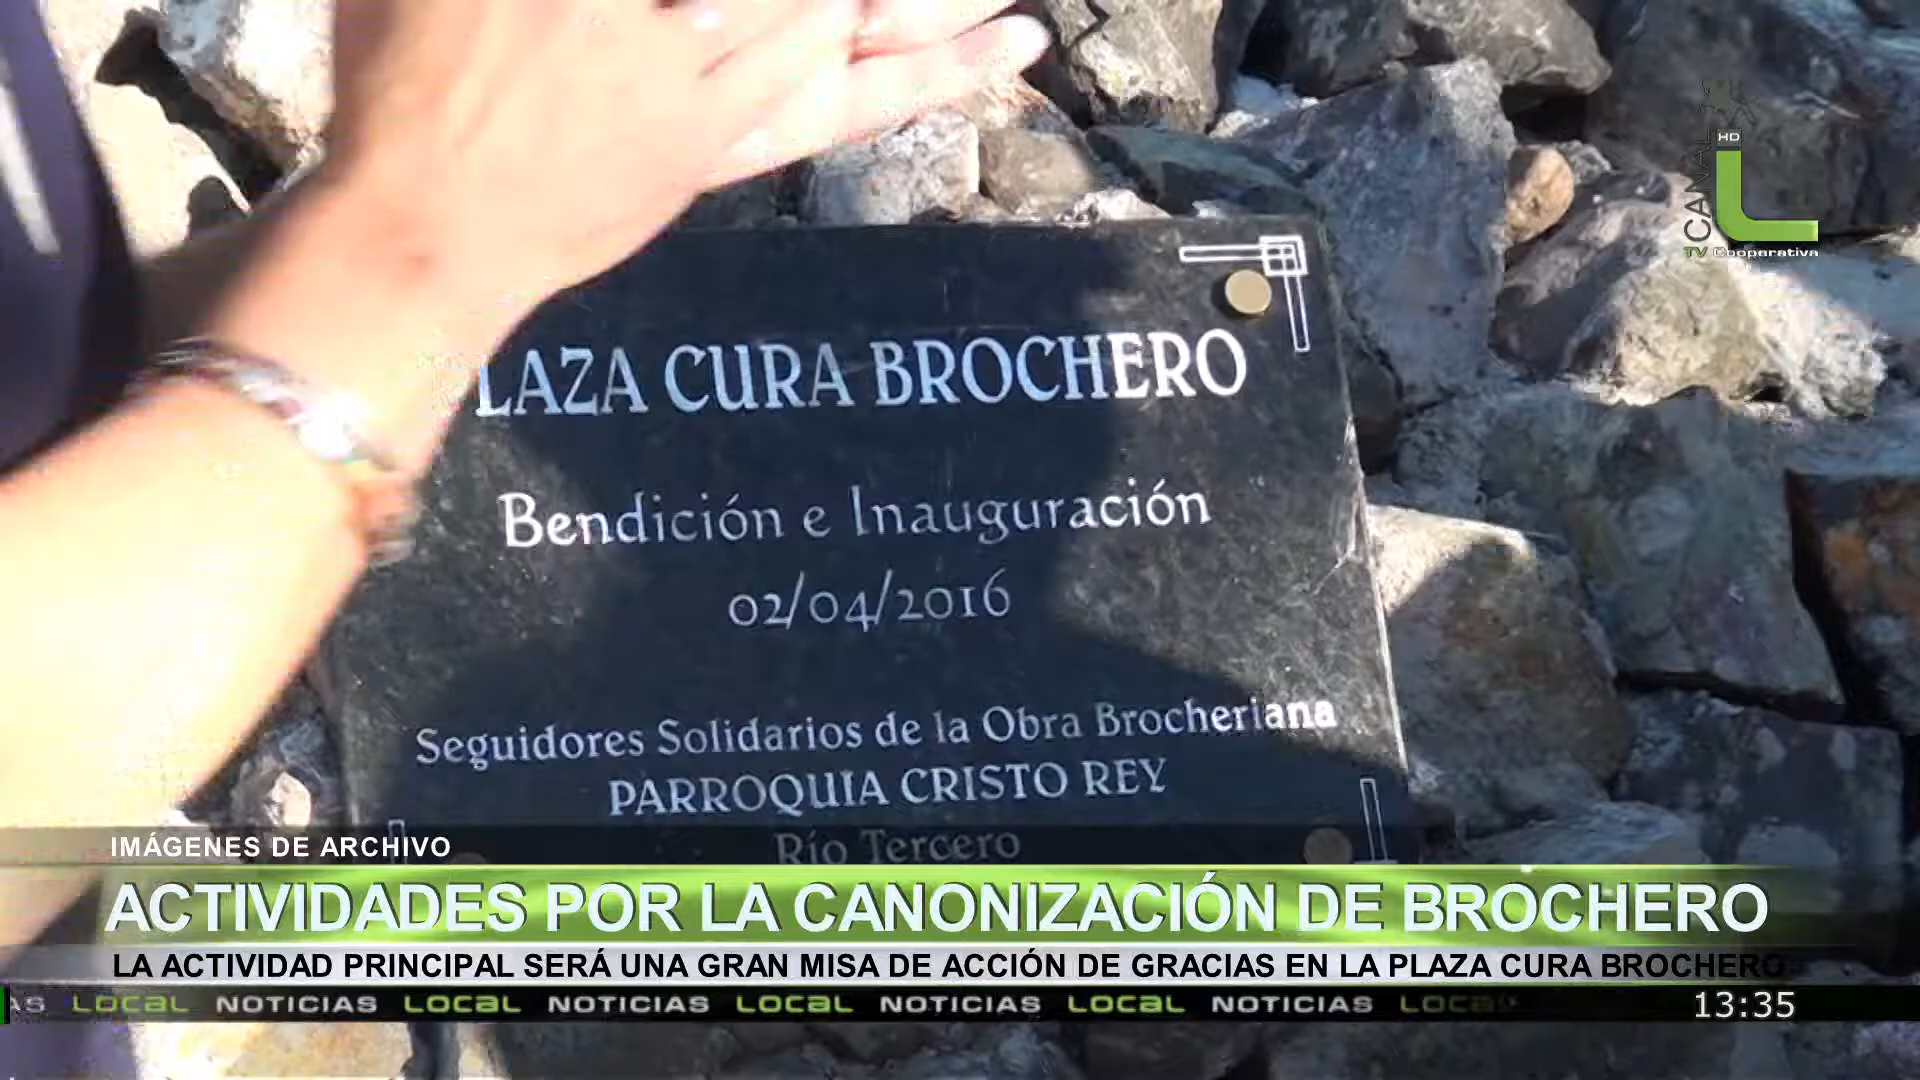 CANAL
HD
L
TV Cooperativa
LAZA CURA BROCHERO
Bendición e Inauguración
02/04/2016
Seguidores Solidarios de la Obra Brocheriana
PARROQUIA CRISTO REY
Río Tercero
IMÁGENES DE ARCHIVO
ACTIVIDADES POR LA CANONIZACIÓN DE BROCHERO
LA ACTIVIDAD PRINCIPAL SERÁ UNA GRAN MISA DE ACCIÓN DE GRACIAS EN LA PLAZA CURA BROCHERO
AS LOCAL NOTICIAS LOCAL NOTICIAS LOCAL NOTICIAS LOCAL NOTICIAS LOCAL 13:35